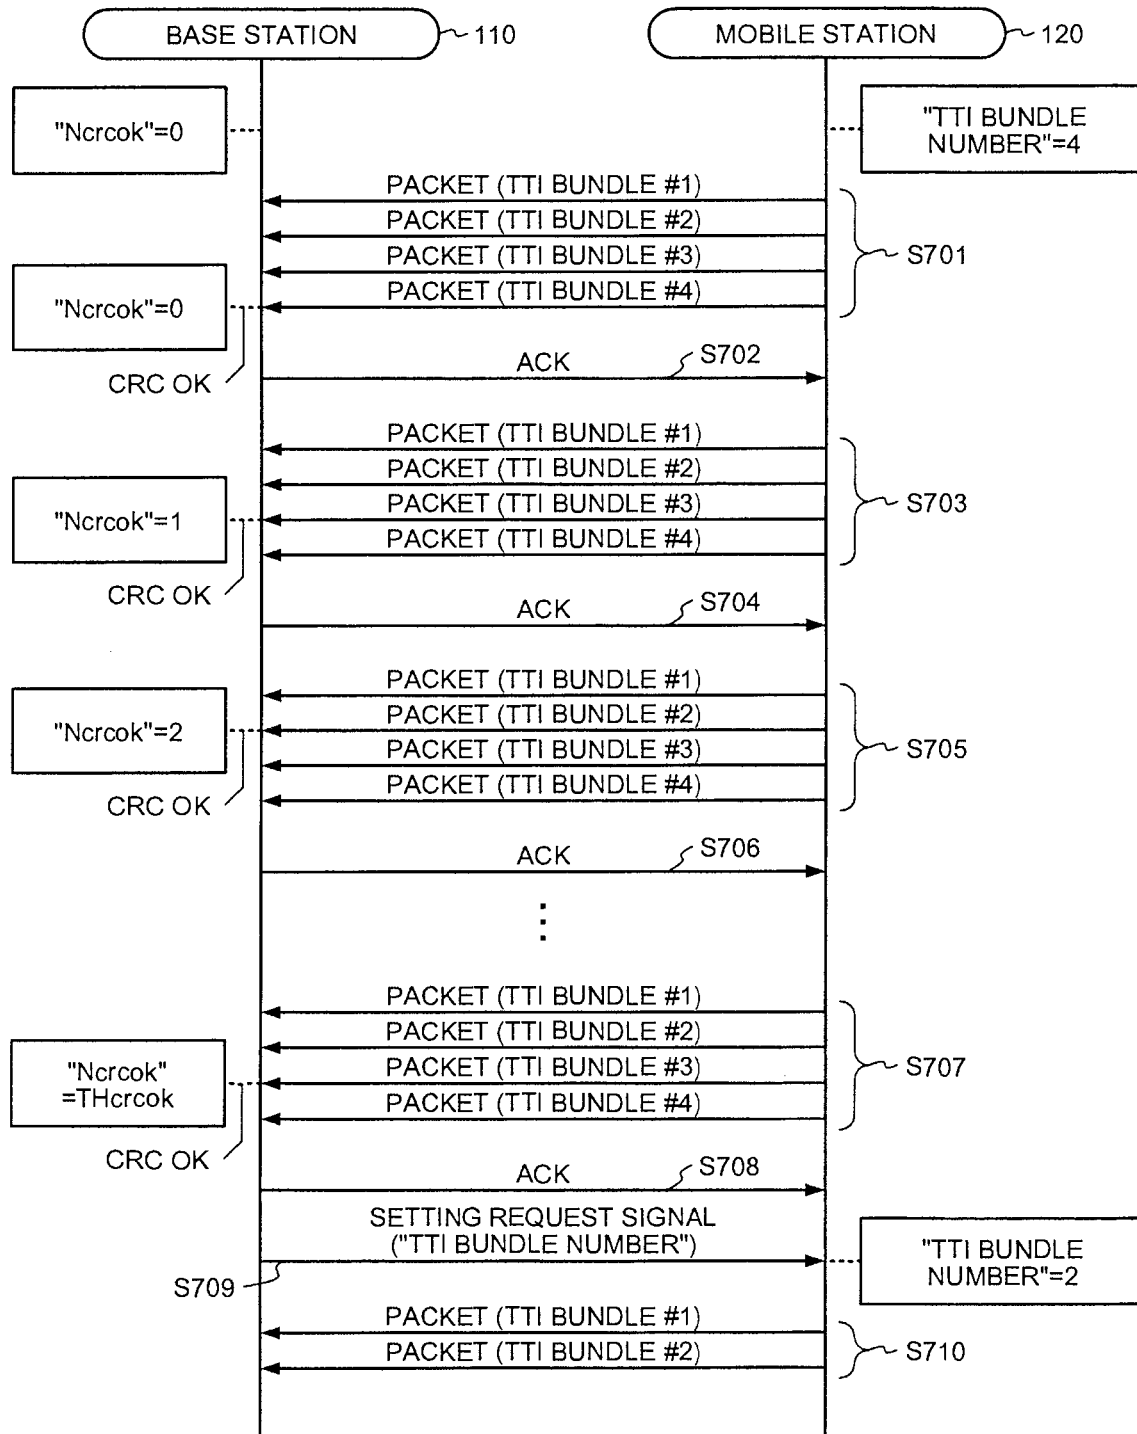 BASE STATION
110
MOBILE STATION
120
"Ncrcok"=0
"TTI BUNDLE
NUMBER"=4
PACKET (TTI BUNDLE #1)
PACKET (TTI BUNDLE #2)
PACKET (TTI BUNDLE #3)
PACKET (TTI BUNDLE #4)
S701
"Ncrcok"=0
CRC OK
ACK
S702
PACKET (TTI BUNDLE #1)
PACKET (TTI BUNDLE #2)
PACKET (TTI BUNDLE #3)
PACKET (TTI BUNDLE #4)
S703
"Ncrcok"=1
CRC OK
ACK
S704
PACKET (TTI BUNDLE #1)
PACKET (TTI BUNDLE #2)
PACKET (TTI BUNDLE #3)
PACKET (TTI BUNDLE #4)
S705
"Ncrcok"=2
CRC OK
ACK
S706
PACKET (TTI BUNDLE #1)
PACKET (TTI BUNDLE #2)
PACKET (TTI BUNDLE #3)
PACKET (TTI BUNDLE #4)
S707
"Ncrcok"
=THcrcok
CRC OK
ACK
S708
SETTING REQUEST SIGNAL
("TTI BUNDLE NUMBER")
S709
"TTI BUNDLE
NUMBER"=2
PACKET (TTI BUNDLE #1)
PACKET (TTI BUNDLE #2)
S710